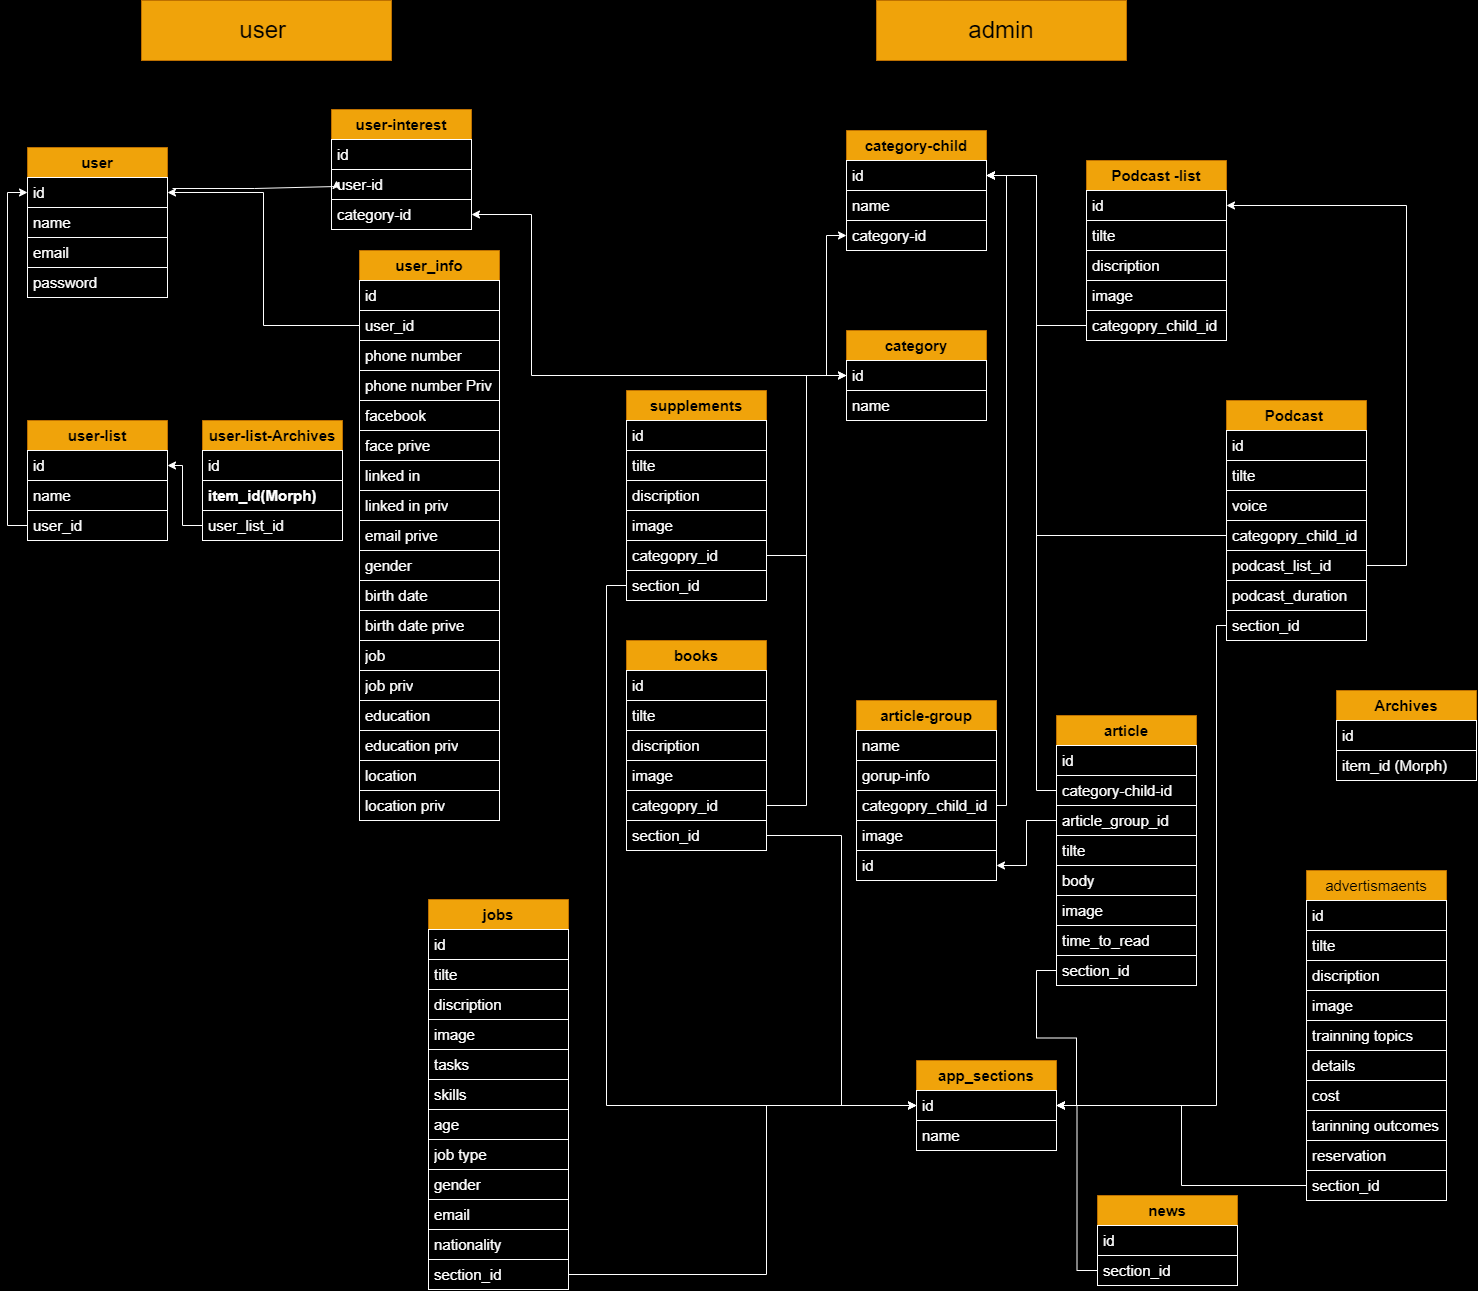 user
admin
user-interest
id
user-id
category-id
user
id
name
email
password
user_info
id
user_id
phone number
phone number Priv
facebook
face prive
linked in
linked in priv
email prive
gender
birth date
birth date prive
job
job priv
education
education priv
location
location priv
user-list
id
name
user_id
user-list-Archives
id
item_id(Morph)
user_list_id
category-child
id
name
category-id
Podcast -list
id
tilte
discription
image
categopry_child_id
category
id
name
supplements
id
tilte
discription
image
categopry_id
section_id
Podcast
id
tilte
voice
categopry_child_id
podcast_list_id
podcast_duration
section_id
books
id
tilte
discription
image
categopry_id
section_id
article-group
name
gorup-info
categopry_child_id
image
id
article
id
category-child-id
article_group_id
tilte
body
image
time_to_read
section_id
Archives
id
item_id (Morph)
jobs
id
tilte
discription
image
tasks
skills
age
job type
gender
email
nationality
section_id
advertismaents
id
tilte
discription
image
trainning topics
details
cost
tarinning outcomes
reservation
section_id
app_sections
id
name
news
id
section_id